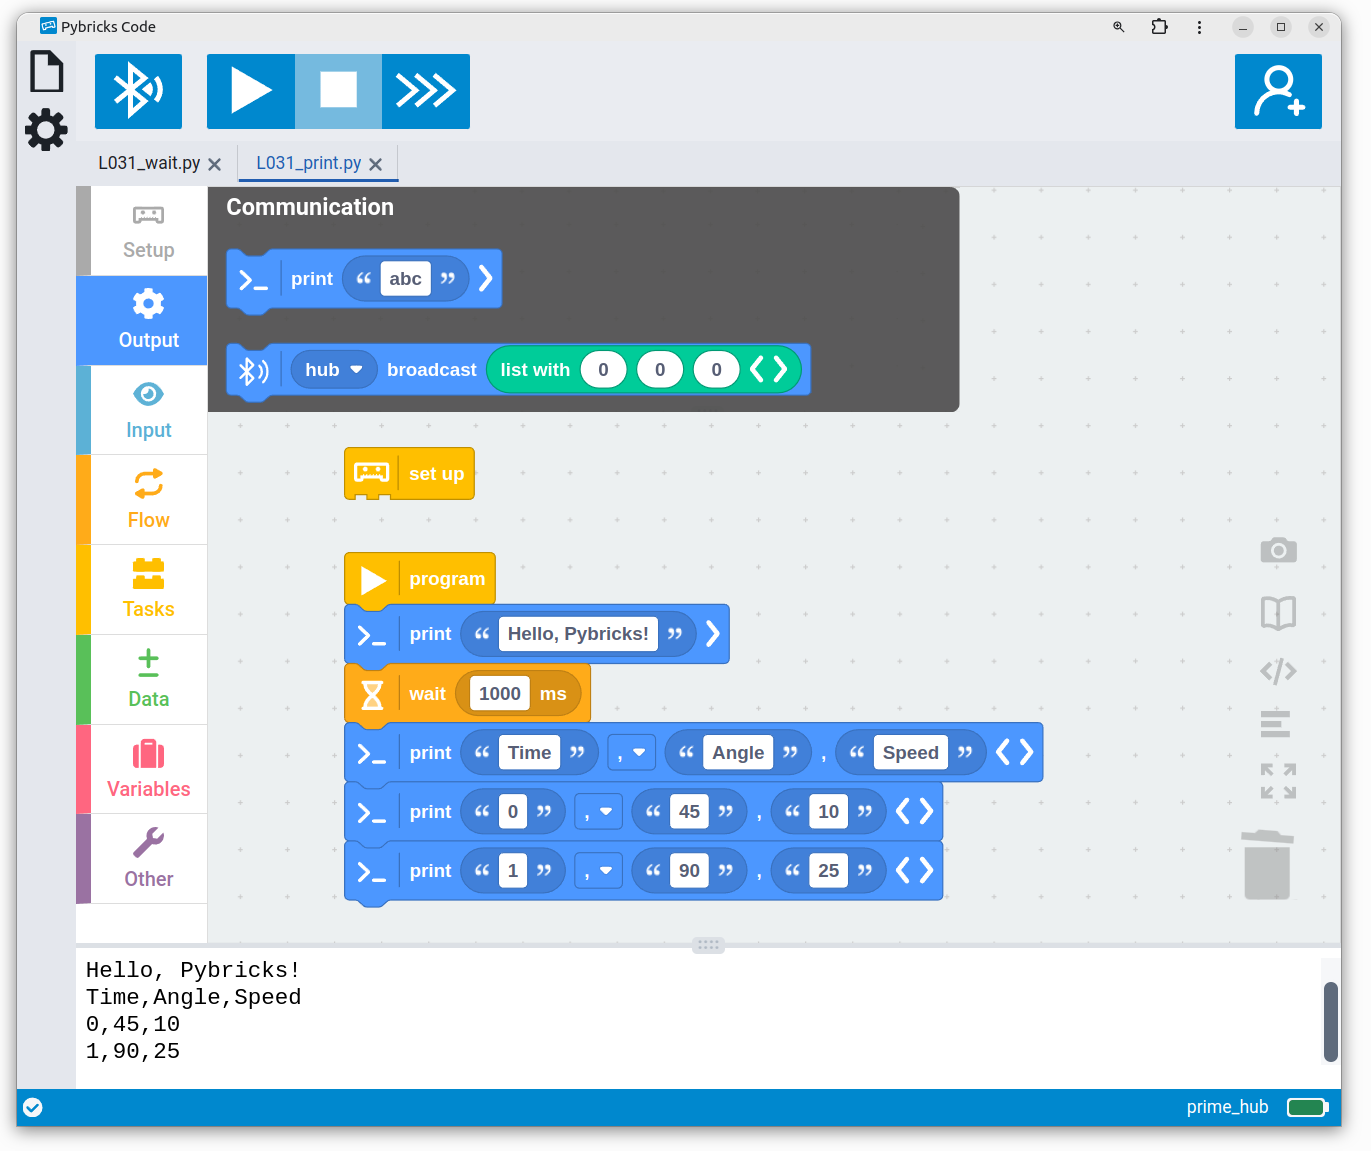 Pybricks Code
L031_wait.py
L031_print.py
Setup
Output
Input
Flow
Tasks
Data
Variables
Other
Communication
print “ abc ”
hub broadcast list with 0 0 0
set up
program
print “ Hello, Pybricks! ”
wait 1000 ms
print “ Time ” , “ Angle ” , “ Speed ”
print “ 0 ” , “ 45 ” , “ 10 ”
print “ 1 ” , “ 90 ” , “ 25 ”
Hello, Pybricks!
Time,Angle,Speed
0,45,10
1,90,25
prime_hub